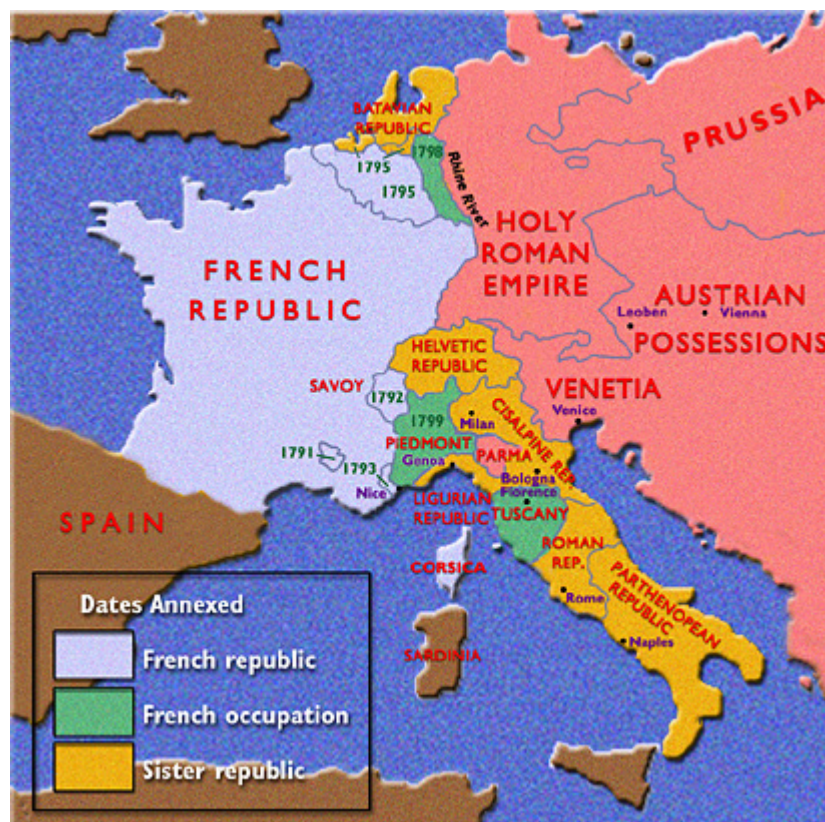 BATAVIAN
REPUBLIC
1798
1795
1795
Rhine River
PRUSSIA
HOLY
ROMAN
EMPIRE
FRENCH
REPUBLIC
AUSTRIAN
Leoben
Vienna
POSSESSIONS
HELVETIC
REPUBLIC
SAVOY
1792
VENETIA
Venice
1799
Milan
CISALPINE REP.
PIEDMONT
PARMA
1791
1793
Genoa
Bologna
Nice
Florence
LIGURIAN
REPUBLIC
TUSCANY
SPAIN
ROMAN
REP.
CORSICA
PARTHENOPEAN
REPUBLIC
Rome
Naples
SARDINIA
Dates Annexed
French republic
French occupation
Sister republic